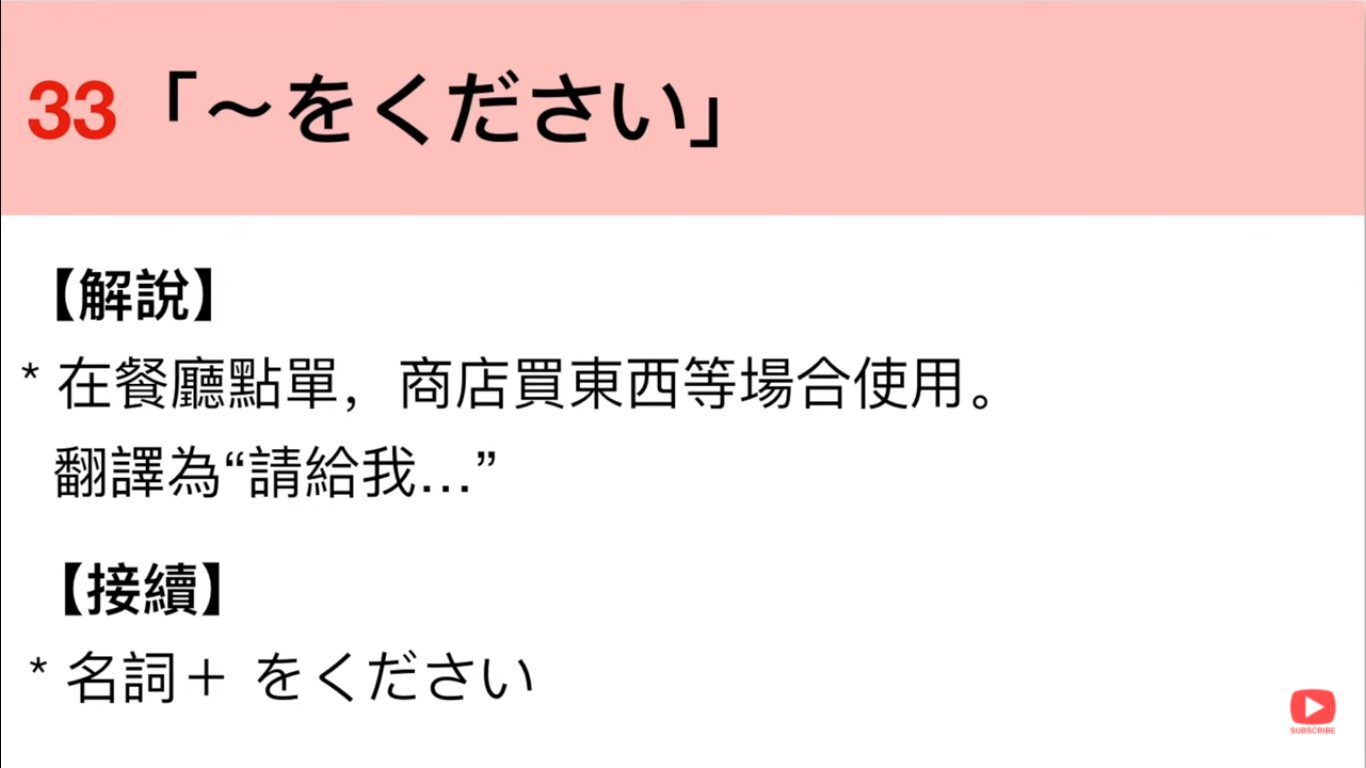 33「～をください」
【解說】
* 在餐廳點單，商店買東西等場合使用。
翻譯為“請給我…”
【接續】
* 名詞＋ をください
SUBSCRIBE